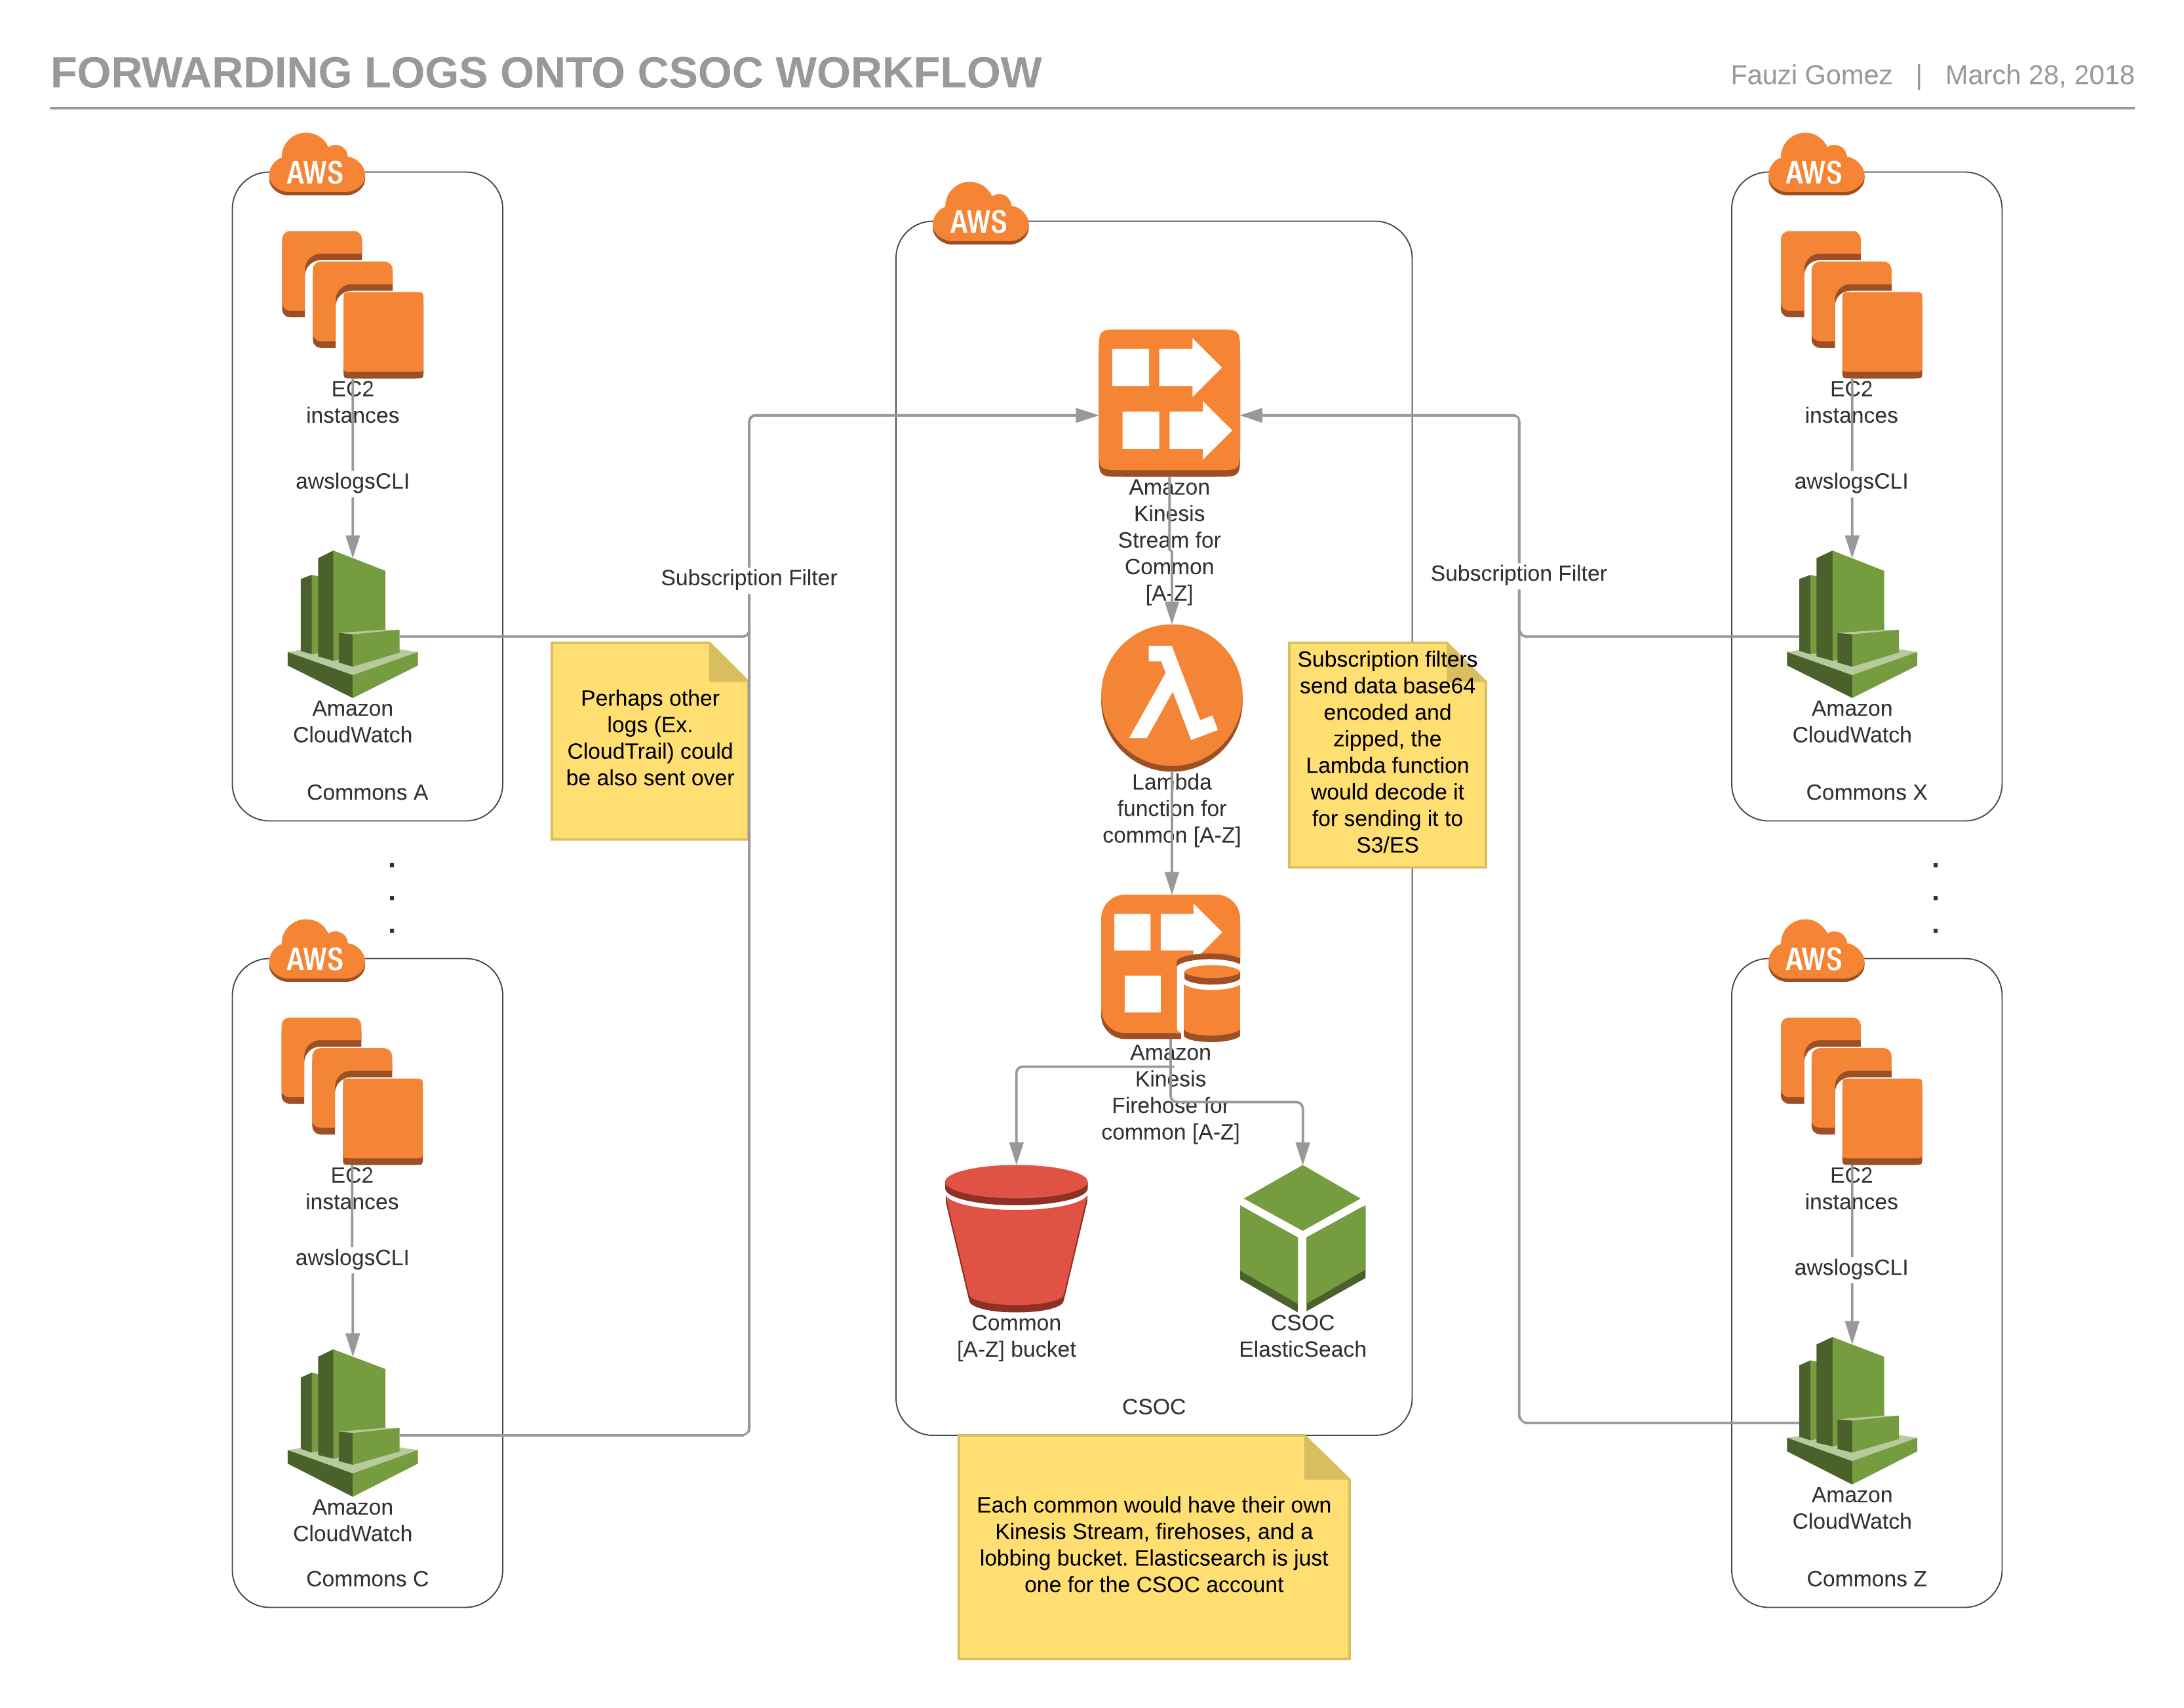 FORWARDING LOGS ONTO CSOC WORKFLOW
Fauzi Gomez | March 28, 2018
AWS
EC2
instances
awslogsCLI
Amazon
CloudWatch
Commons A
.
.
.
AWS
EC2
instances
awslogsCLI
Amazon
CloudWatch
Commons C
Subscription Filter
Perhaps other
logs (Ex.
CloudTrail) could
be also sent over
AWS
Amazon
Kinesis
Stream for
Common
[A-Z]
Lambda
function for
common [A-Z]
Amazon
Kinesis
Firehose for
common [A-Z]
Common
[A-Z] bucket
CSOC
ElasticSeach
CSOC
Subscription filters
send data base64
encoded and
zipped, the
Lambda function
would decode it
for sending it to
S3/ES
Each common would have their own
Kinesis Stream, firehoses, and a
lobbing bucket. Elasticsearch is just
one for the CSOC account
Subscription Filter
AWS
EC2
instances
awslogsCLI
Amazon
CloudWatch
Commons X
.
.
.
AWS
EC2
instances
awslogsCLI
Amazon
CloudWatch
Commons Z